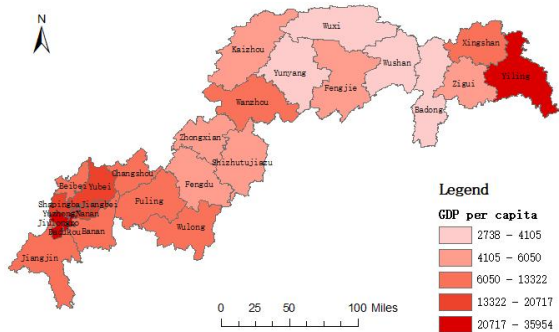 N
Wuxi
Kaizhou
Xingshan
Yunyang
Wushan
Yiling
Fengjie
Zigui
Wanzhou
Badong
Zhongxian
Shizhutujiazu
Changzhou
Beibei
Yubei
Fengdu
Shapingba
Jiangbei
Fuling
Nanan
Banan
Wulong
Jiangjin
Legend
GDP per capita
2738 - 4105
4105 - 6050
6050 - 13322
13322 - 20717
20717 - 35954
0 25 50 100 Miles